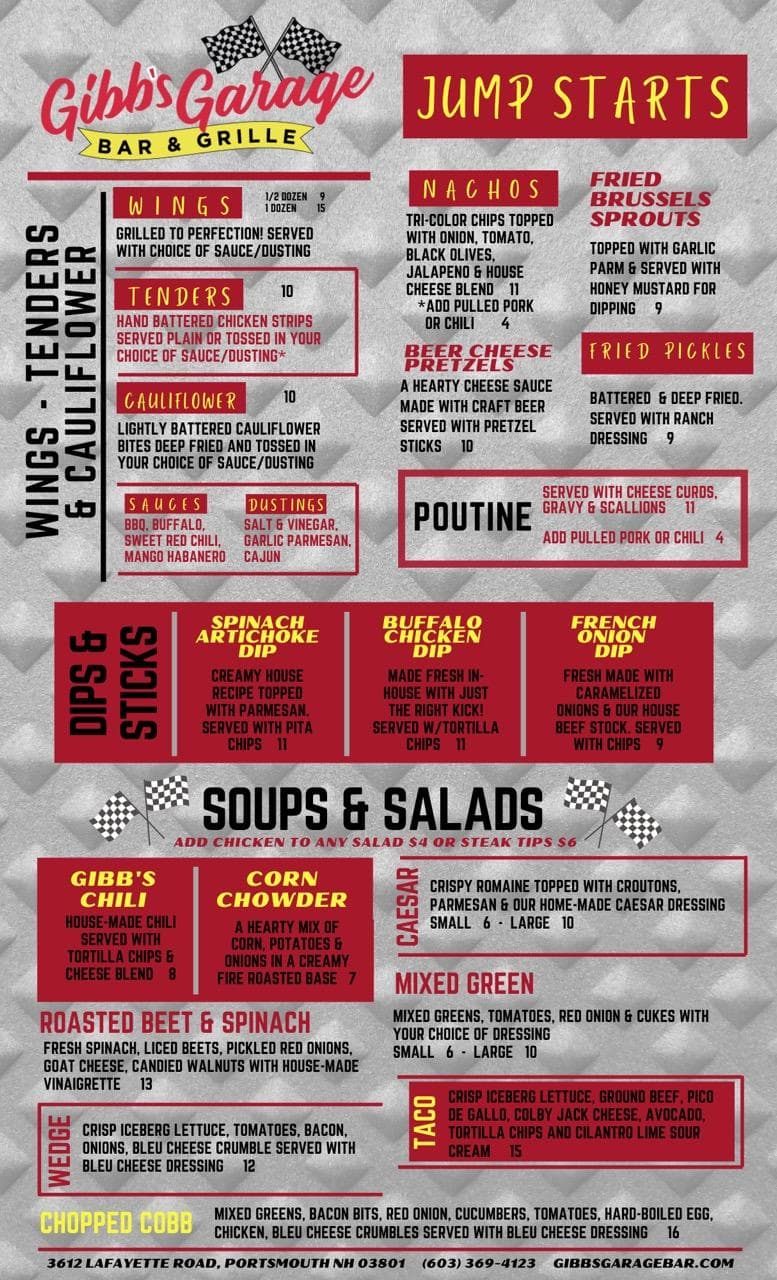 Gibb's Garage
BAR & GRILLE
JUMP STARTS
WINGS - TENDERS
& CAULIFLOWER
WINGS
1/2 DOZEN 9
1 DOZEN 15
GRILLED TO PERFECTION! SERVED
WITH CHOICE OF SAUCE/DUSTING
TENDERS 10
HAND BATTERED CHICKEN STRIPS
SERVED PLAIN OR TOSSED IN YOUR
CHOICE OF SAUCE/DUSTING*
CAULIFLOWER 10
LIGHTLY BATTERED CAULIFLOWER
BITES DEEP FRIED AND TOSSED IN
YOUR CHOICE OF SAUCE/DUSTING
SAUCES
BBQ, BUFFALO,
SWEET RED CHILI,
MANGO HABANERO
DUSTINGS
SALT & VINEGAR,
GARLIC PARMESAN,
CAJUN
NACHOS
TRI-COLOR CHIPS TOPPED
WITH ONION, TOMATO,
BLACK OLIVES,
JALAPENO & HOUSE
CHEESE BLEND 11
*ADD PULLED PORK
OR CHILI 4
FRIED
BRUSSELS
SPROUTS
TOPPED WITH GARLIC
PARM & SERVED WITH
HONEY MUSTARD FOR
DIPPING 9
BEER CHEESE
PRETZELS
A HEARTY CHEESE SAUCE
MADE WITH CRAFT BEER
SERVED WITH PRETZEL
STICKS 10
FRIED PICKLES
BATTERED & DEEP FRIED.
SERVED WITH RANCH
DRESSING 9
POUTINE
SERVED WITH CHEESE CURDS,
GRAVY & SCALLIONS 11
ADD PULLED PORK OR CHILI 4
DIPS &
STICKS
SPINACH
ARTICHOKE
DIP
CREAMY HOUSE
RECIPE TOPPED
WITH PARMESAN.
SERVED WITH PITA
CHIPS 11
BUFFALO
CHICKEN
DIP
MADE FRESH IN-
HOUSE WITH JUST
THE RIGHT KICK!
SERVED W/TORTILLA
CHIPS 11
FRENCH
ONION
DIP
FRESH MADE WITH
CARAMELIZED
ONIONS & OUR HOUSE
BEEF STOCK. SERVED
WITH CHIPS 9
SOUPS & SALADS
ADD CHICKEN TO ANY SALAD $4 OR STEAK TIPS $6
GIBB'S
CHILI
HOUSE-MADE CHILI
SERVED WITH
TORTILLA CHIPS &
CHEESE BLEND 8
CORN
CHOWDER
A HEARTY MIX OF
CORN, POTATOES &
ONIONS IN A CREAMY
FIRE ROASTED BASE 7
CAESAR
CRISPY ROMAINE TOPPED WITH CROUTONS,
PARMESAN & OUR HOME-MADE CAESAR DRESSING
SMALL 6 - LARGE 10
MIXED GREEN
MIXED GREENS, TOMATOES, RED ONION & CUKES WITH
YOUR CHOICE OF DRESSING
SMALL 6 - LARGE 10
ROASTED BEET & SPINACH
FRESH SPINACH, LICED BEETS, PICKLED RED ONIONS,
GOAT CHEESE, CANDIED WALNUTS WITH HOUSE-MADE
VINAIGRETTE 13
TACO
CRISP ICEBERG LETTUCE, GROUND BEEF, PICO
DE GALLO, COLBY JACK CHEESE, AVOCADO,
TORTILLA CHIPS AND CILANTRO LIME SOUR
CREAM 15
WEDGE
CRISP ICEBERG LETTUCE, TOMATOES, BACON,
ONIONS, BLEU CHEESE CRUMBLE SERVED WITH
BLEU CHEESE DRESSING 12
CHOPPED COBB
MIXED GREENS, BACON BITS, RED ONION, CUCUMBERS, TOMATOES, HARD-BOILED EGG,
CHICKEN, BLEU CHEESE CRUMBLES SERVED WITH BLEU CHEESE DRESSING 16
3612 LAFAYETTE ROAD, PORTSMOUTH NH 03801 (603) 369-4123 GIBBSGARAGEBAR.COM